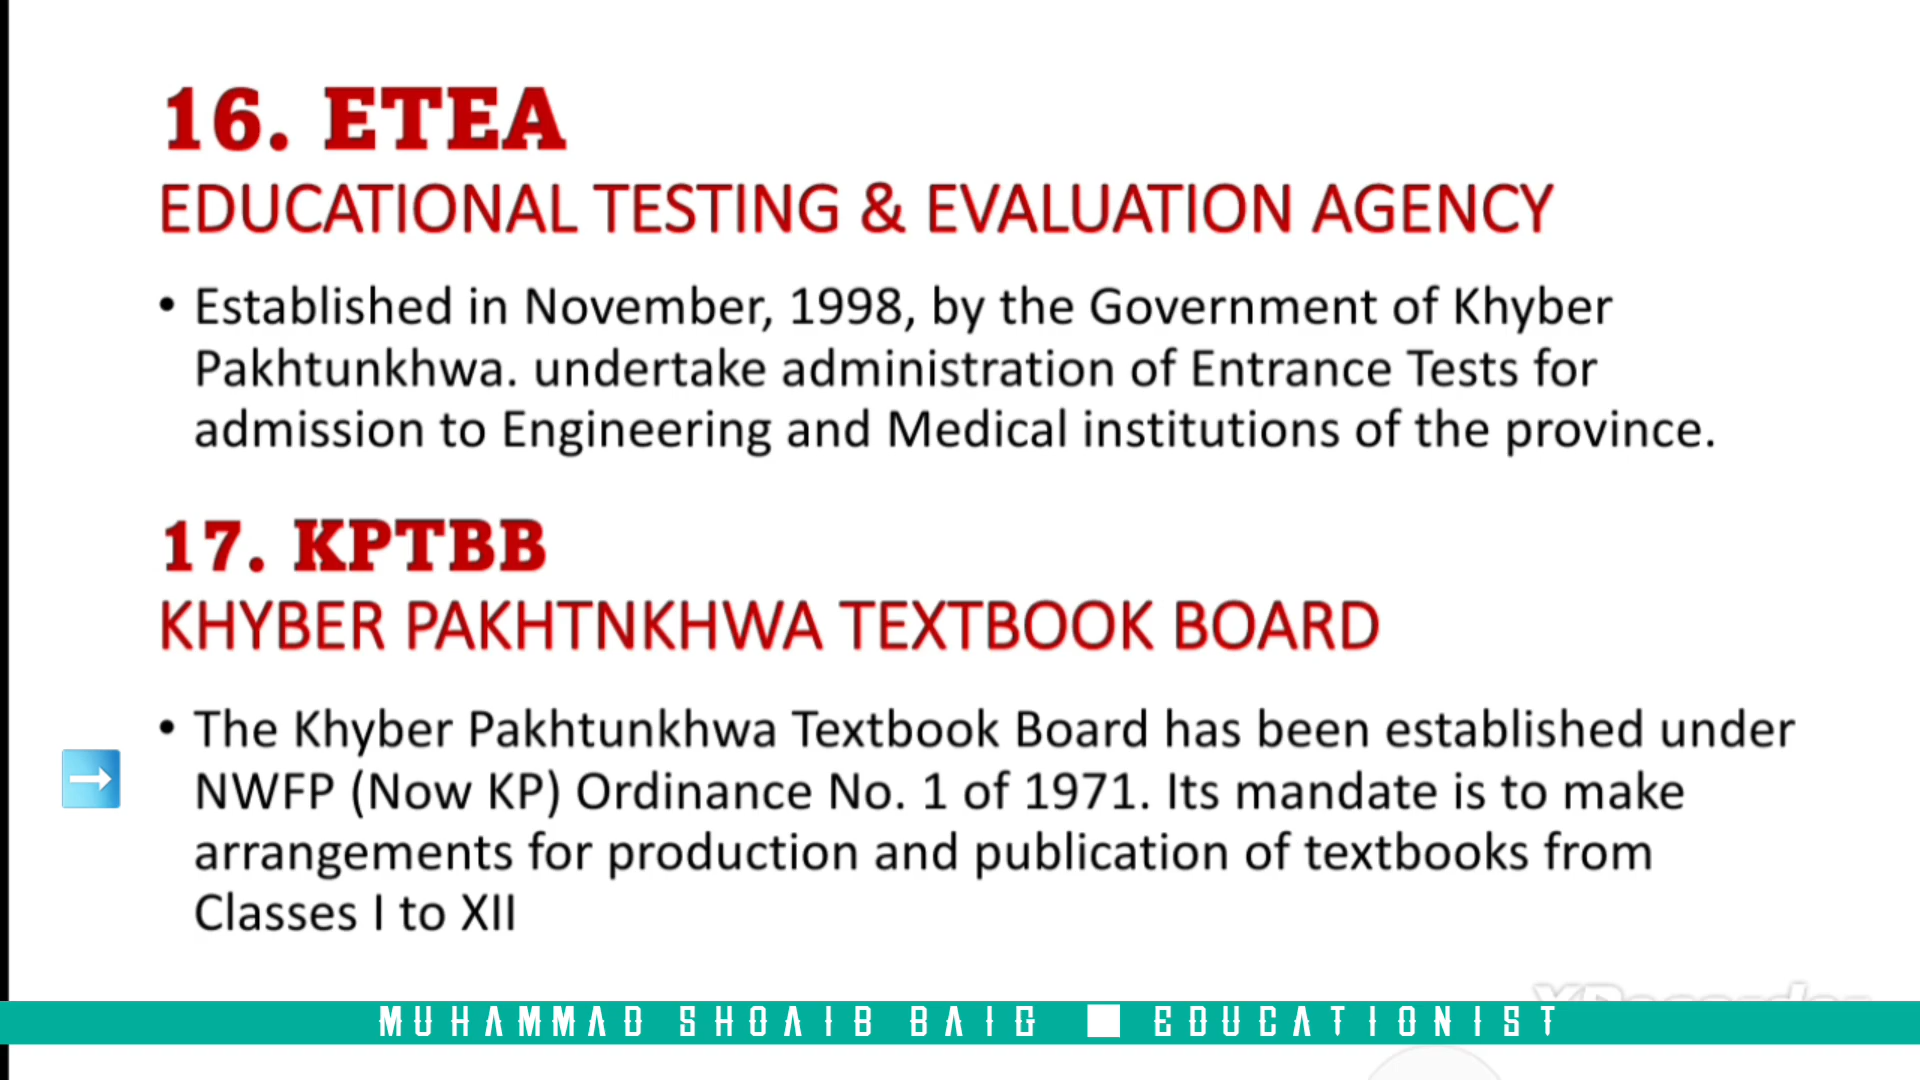 16. ETEA
EDUCATIONAL TESTING & EVALUATION AGENCY
• Established in November, 1998, by the Government of Khyber
Pakhtunkhwa. undertake administration of Entrance Tests for
admission to Engineering and Medical institutions of the province.
17. KPTBB
KHYBER PAKHTNKHWA TEXTBOOK BOARD
• The Khyber Pakhtunkhwa Textbook Board has been established under
NWFP (Now KP) Ordinance No. 1 of 1971. Its mandate is to make
arrangements for production and publication of textbooks from
Classes I to XII
MUHAMMAD SHOAIB BAIG ■ EDUCATIONIST